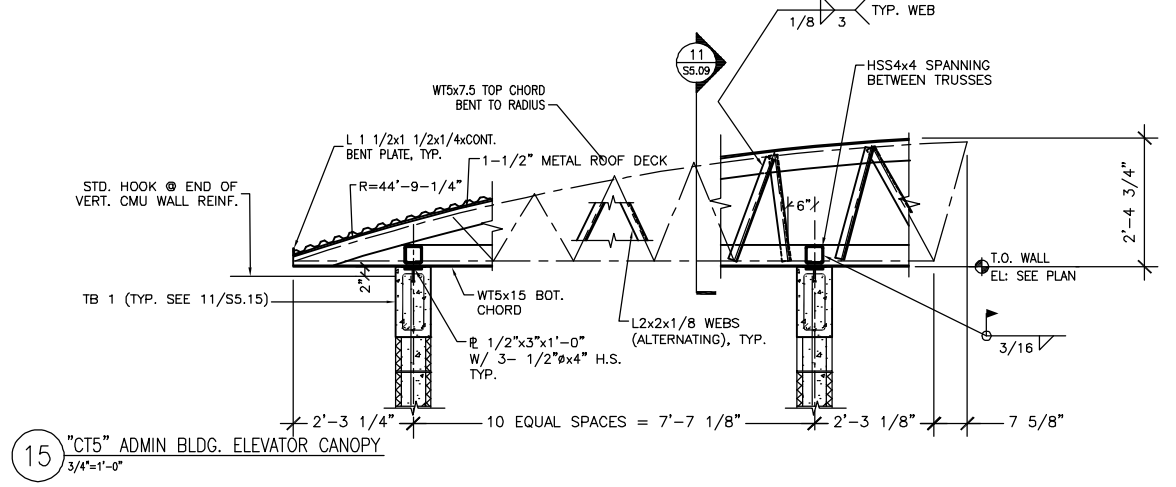 TYP. WEB
1/8
3
11
S5.09
HSS4x4 SPANNING
BETWEEN TRUSSES
WT5x7.5 TOP CHORD
BENT TO RADIUS
L 1 1/2x1 1/2x1/4xCONT.
BENT PLATE, TYP.
1-1/2" METAL ROOF DECK
STD. HOOK @ END OF
VERT. CMU WALL REINF.
R=44'-9-1/4"
6"
2'-4 3/4"
T.O. WALL
EL: SEE PLAN
2"
TB 1 (TYP. SEE 11/S5.15)
WT5x15 BOT.
CHORD
L2x2x1/8 WEBS
(ALTERNATING), TYP.
℄ 1/2"x3"x1'-0"
W/ 3- 1/2"øx4" H.S.
TYP.
3/16
2'-3 1/4"
10 EQUAL SPACES = 7'-7 1/8"
2'-3 1/8"
7 5/8"
15
"CT5" ADMIN BLDG. ELEVATOR CANOPY
3/4"=1'-0"